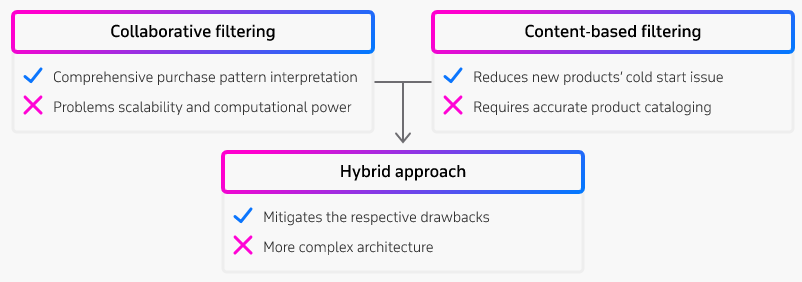 Collaborative filtering
Comprehensive purchase pattern interpretation
Problems scalability and computational power
Content-based filtering
Reduces new products' cold start issue
Requires accurate product cataloging
Hybrid approach
Mitigates the respective drawbacks
More complex architecture